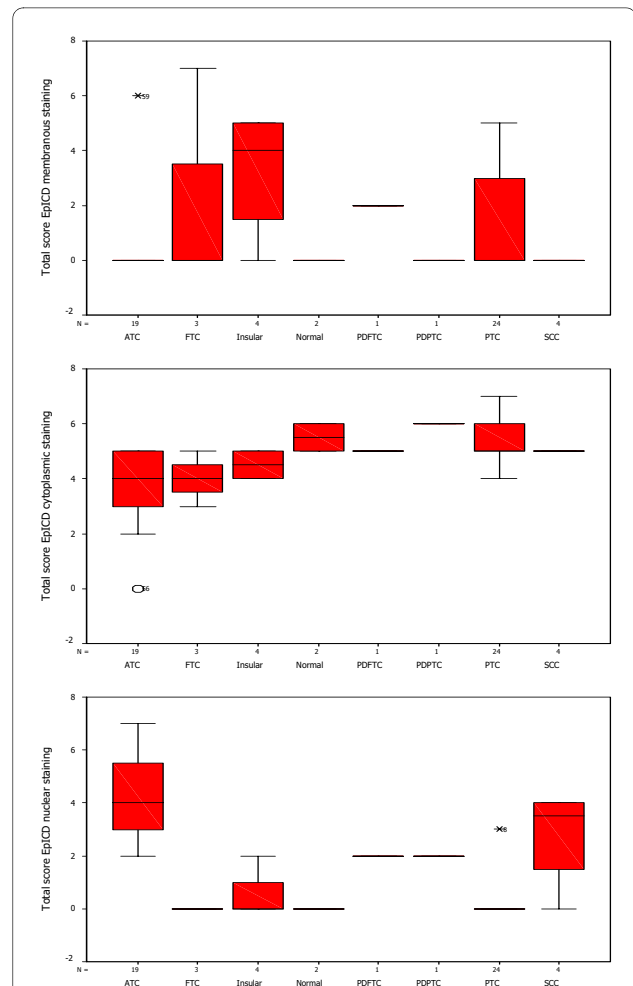 Total score EpICD membranous staining
8
6
4
2
0
-2
59
N = 19 3 4 2 1 1 24 4
ATC FTC Insular Normal PDFTC PDPTC PTC SCC
Total score EpICD cytoplasmic staining
8
6
4
2
0
-2
56
N = 19 3 4 2 1 1 24 4
ATC FTC Insular Normal PDFTC PDPTC PTC SCC
Total score EpICD nuclear staining
8
6
4
2
0
-2
8
N = 19 3 4 2 1 1 24 4
ATC FTC Insular Normal PDFTC PDPTC PTC SCC